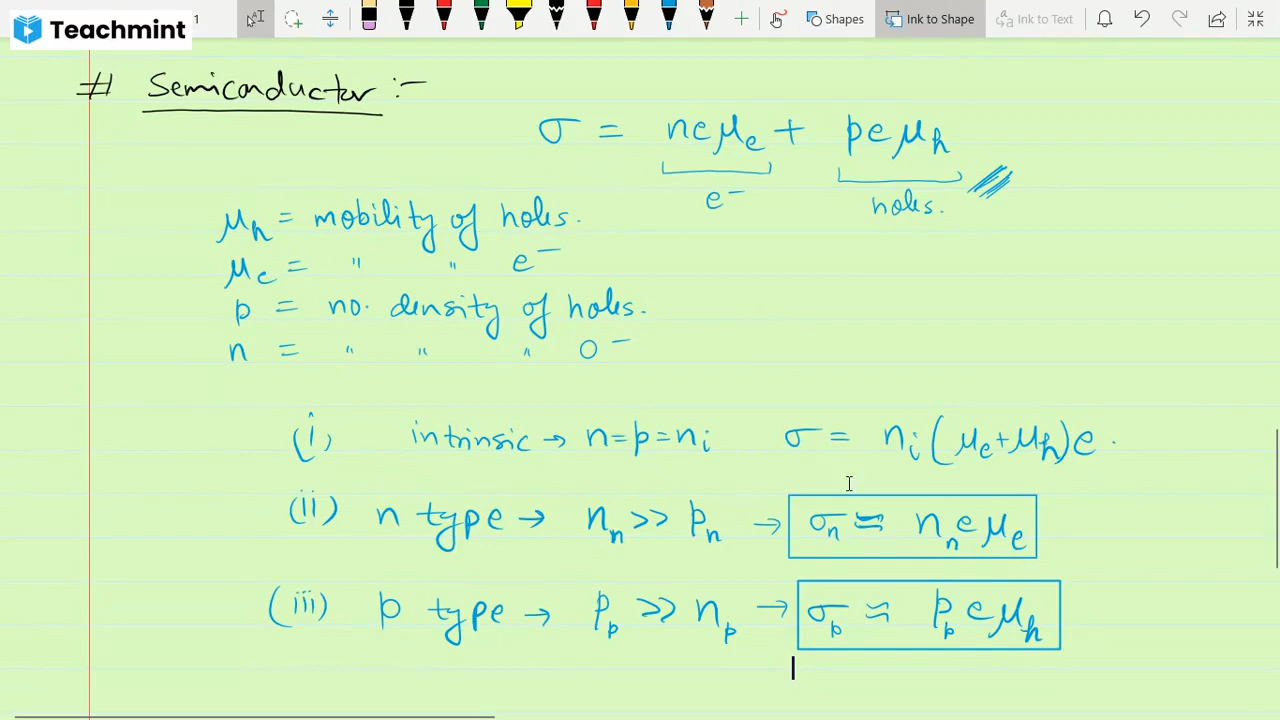 1 Shapes Ink to Shape Ink to Text
Teachmint
# Semiconductor :-
σ = neμe + peμh
e⁻ holes.
μh = mobility of holes.
μe = " " e⁻
p = no. density of holes.
n = " " " e⁻
(i) intrinsic → n=p=ni σ = ni(μe+μh)e.
(ii) n type → nn >> pn → σn ≈ nn e μe
(iii) p type → pp >> np → σp ≈ pp e μh